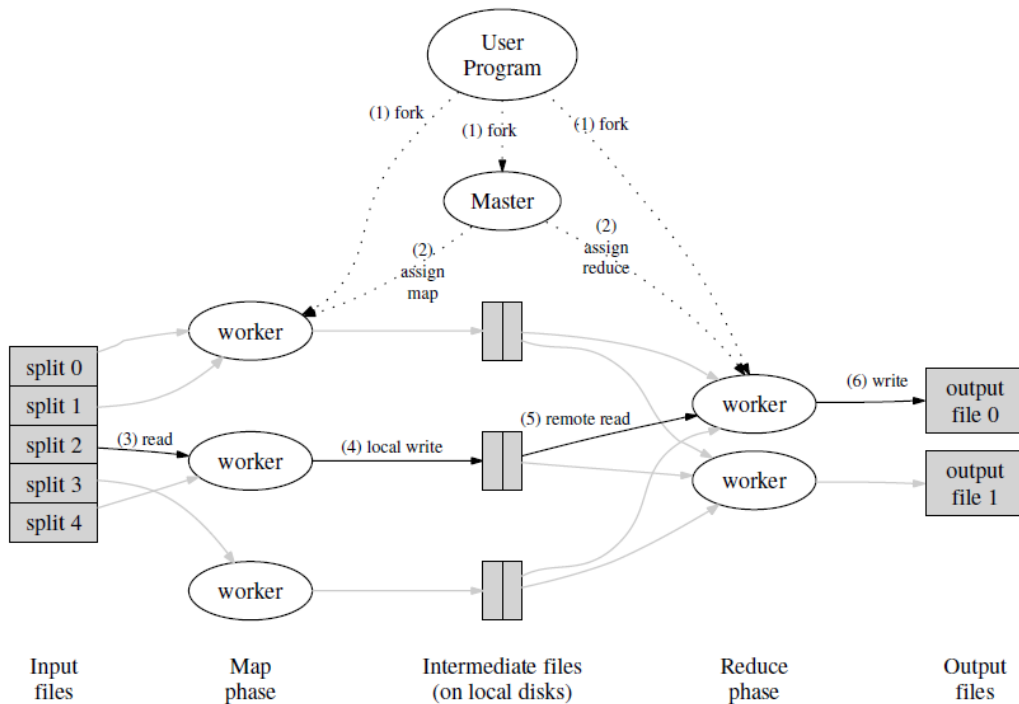 User
Program
(1) fork
(1) fork
(1) fork
Master
(2)
assign
map
(2)
assign
reduce
worker
split 0
split 1
split 2
split 3
split 4
(3) read
worker
(4) local write
worker
(5) remote read
worker
worker
(6) write
output
file 0
output
file 1
Input
files
Map
phase
Intermediate files
(on local disks)
Reduce
phase
Output
files